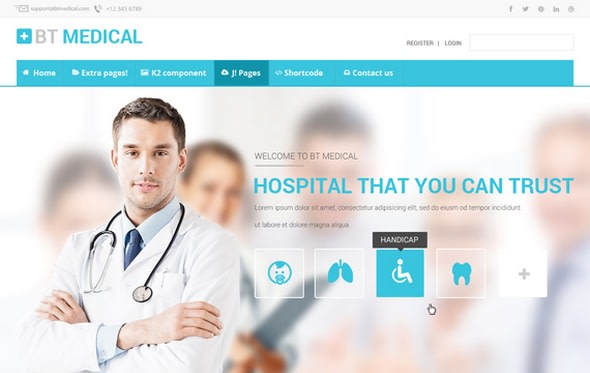 support@btmedical.com +12 345 6789
BT MEDICAL
REGISTER | LOGIN
Home Extra pages! K2 component J! Pages Shortcode Contact us
WELCOME TO BT MEDICAL
HOSPITAL THAT YOU CAN TRUST
Lorem ipsum dolor sit amet, consectetur adipisicing elit, sed do eiusm od tempor incididunt
ut labore et dolore magna aliqua
HANDICAP